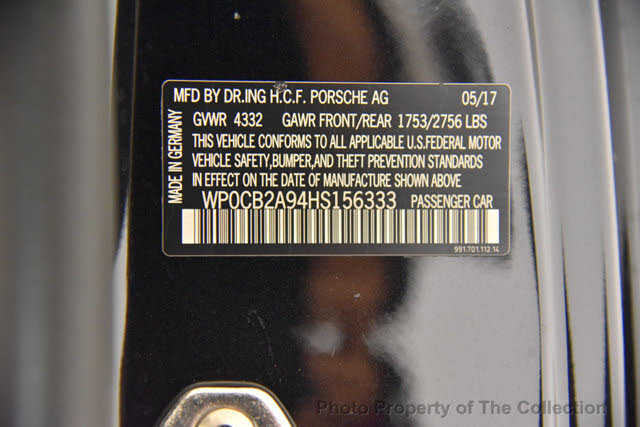 MFD BY DR.ING H.C.F. PORSCHE AG 05/17
GVWR 4332 GAWR FRONT/REAR 1753/2756 LBS
THIS VEHICLE CONFORMS TO ALL APPLICABLE U.S.FEDERAL MOTOR
VEHICLE SAFETY,BUMPER,AND THEFT PREVENTION STANDARDS
IN EFFECT ON THE DATE OF MANUFACTURE SHOWN ABOVE
WP0CB2A94HS156333 PASSENGER CAR
MADE IN GERMANY
991.701.112.14
Photo Property of The Collection